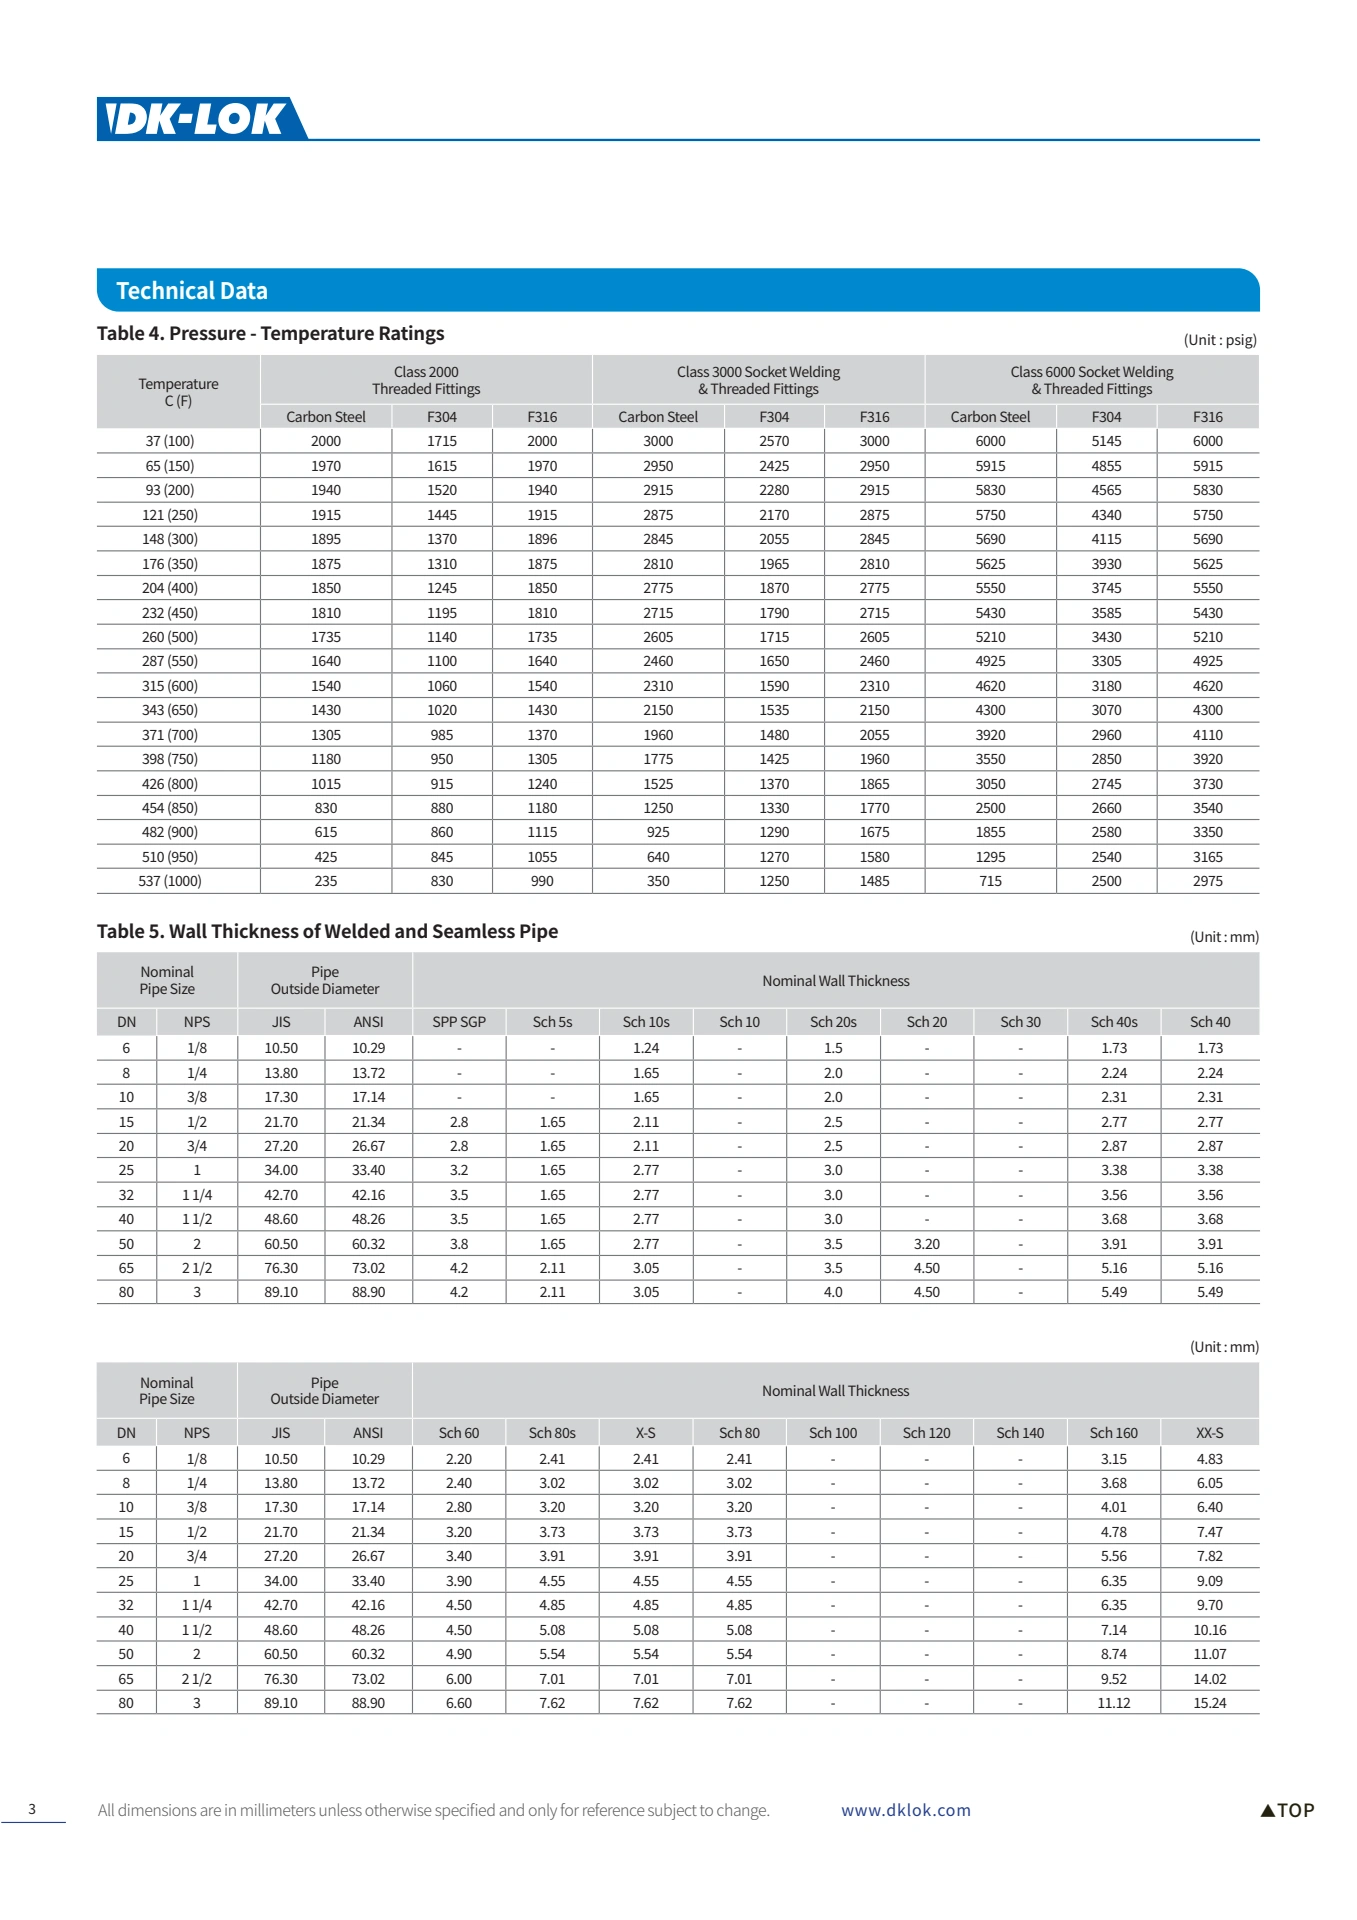 DK-LOK
Technical Data
Table 4. Pressure - Temperature Ratings
(Unit : psig)
Temperature
C (F)
Class 2000
Threaded Fittings
Class 3000 Socket Welding
& Threaded Fittings
Class 6000 Socket Welding
& Threaded Fittings
Carbon Steel F304 F316 Carbon Steel F304 F316 Carbon Steel F304 F316
37 (100) 2000 1715 2000 3000 2570 3000 6000 5145 6000
65 (150) 1970 1615 1970 2950 2425 2950 5915 4855 5915
93 (200) 1940 1520 1940 2915 2280 2915 5830 4565 5830
121 (250) 1915 1445 1915 2875 2170 2875 5750 4340 5750
148 (300) 1895 1370 1896 2845 2055 2845 5690 4115 5690
176 (350) 1875 1310 1875 2810 1965 2810 5625 3930 5625
204 (400) 1850 1245 1850 2775 1870 2775 5550 3745 5550
232 (450) 1810 1195 1810 2715 1790 2715 5430 3585 5430
260 (500) 1735 1140 1735 2605 1715 2605 5210 3430 5210
287 (550) 1640 1100 1640 2460 1650 2460 4925 3305 4925
315 (600) 1540 1060 1540 2310 1590 2310 4620 3180 4620
343 (650) 1430 1020 1430 2150 1535 2150 4300 3070 4300
371 (700) 1305 985 1370 1960 1480 2055 3920 2960 4110
398 (750) 1180 950 1305 1775 1425 1960 3550 2850 3920
426 (800) 1015 915 1240 1525 1370 1865 3050 2745 3730
454 (850) 830 880 1180 1250 1330 1770 2500 2660 3540
482 (900) 615 860 1115 925 1290 1675 1855 2580 3350
510 (950) 425 845 1055 640 1270 1580 1295 2540 3165
537 (1000) 235 830 990 350 1250 1485 715 2500 2975
Table 5. Wall Thickness of Welded and Seamless Pipe
(Unit : mm)
Nominal
Pipe Size
Pipe
Outside Diameter
Nominal Wall Thickness
DN NPS JIS ANSI SPP SGP Sch 5s Sch 10s Sch 10 Sch 20s Sch 20 Sch 30 Sch 40s Sch 40
6 1/8 10.50 10.29 - - 1.24 - 1.5 - - 1.73 1.73
8 1/4 13.80 13.72 - - 1.65 - 2.0 - - 2.24 2.24
10 3/8 17.30 17.14 - - 1.65 - 2.0 - - 2.31 2.31
15 1/2 21.70 21.34 2.8 1.65 2.11 - 2.5 - - 2.77 2.77
20 3/4 27.20 26.67 2.8 1.65 2.11 - 2.5 - - 2.87 2.87
25 1 34.00 33.40 3.2 1.65 2.77 - 3.0 - - 3.38 3.38
32 1 1/4 42.70 42.16 3.5 1.65 2.77 - 3.0 - - 3.56 3.56
40 1 1/2 48.60 48.26 3.5 1.65 2.77 - 3.0 - - 3.68 3.68
50 2 60.50 60.32 3.8 1.65 2.77 - 3.5 3.20 - 3.91 3.91
65 2 1/2 76.30 73.02 4.2 2.11 3.05 - 3.5 4.50 - 5.16 5.16
80 3 89.10 88.90 4.2 2.11 3.05 - 4.0 4.50 - 5.49 5.49
(Unit : mm)
Nominal
Pipe Size
Pipe
Outside Diameter
Nominal Wall Thickness
DN NPS JIS ANSI Sch 60 Sch 80s X-S Sch 80 Sch 100 Sch 120 Sch 140 Sch 160 XX-S
6 1/8 10.50 10.29 2.20 2.41 2.41 2.41 - - - 3.15 4.83
8 1/4 13.80 13.72 2.40 3.02 3.02 3.02 - - - 3.68 6.05
10 3/8 17.30 17.14 2.80 3.20 3.20 3.20 - - - 4.01 6.40
15 1/2 21.70 21.34 3.20 3.73 3.73 3.73 - - - 4.78 7.47
20 3/4 27.20 26.67 3.40 3.91 3.91 3.91 - - - 5.56 7.82
25 1 34.00 33.40 3.90 4.55 4.55 4.55 - - - 6.35 9.09
32 1 1/4 42.70 42.16 4.50 4.85 4.85 4.85 - - - 6.35 9.70
40 1 1/2 48.60 48.26 4.50 5.08 5.08 5.08 - - - 7.14 10.16
50 2 60.50 60.32 4.90 5.54 5.54 5.54 - - - 8.74 11.07
65 2 1/2 76.30 73.02 6.00 7.01 7.01 7.01 - - - 9.52 14.02
80 3 89.10 88.90 6.60 7.62 7.62 7.62 - - - 11.12 15.24
3 All dimensions are in millimeters unless otherwise specified and only for reference subject to change. www.dklok.com ▲TOP